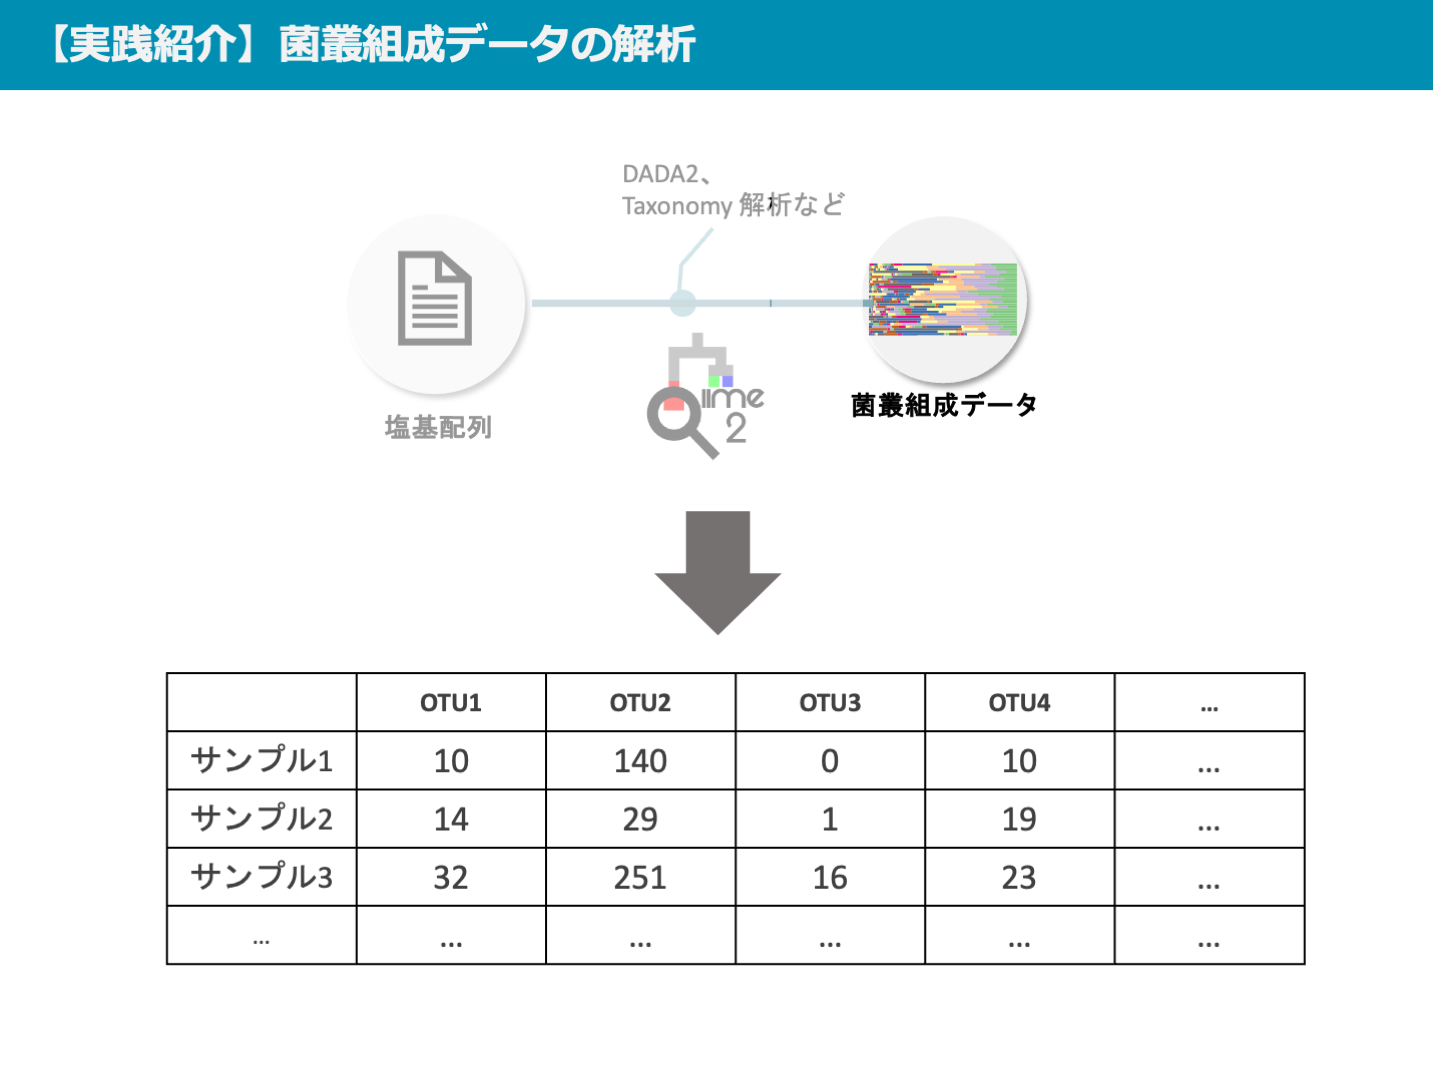 【実践紹介】菌叢組成データの解析
DADA2、
Taxonomy 解析など
塩基配列
iime
2
菌叢組成データ
OTU1 OTU2 OTU3 OTU4 ...
サンプル1 10 140 0 10 ...
サンプル2 14 29 1 19 ...
サンプル3 32 251 16 23 ...
... ... ... ... ... ...